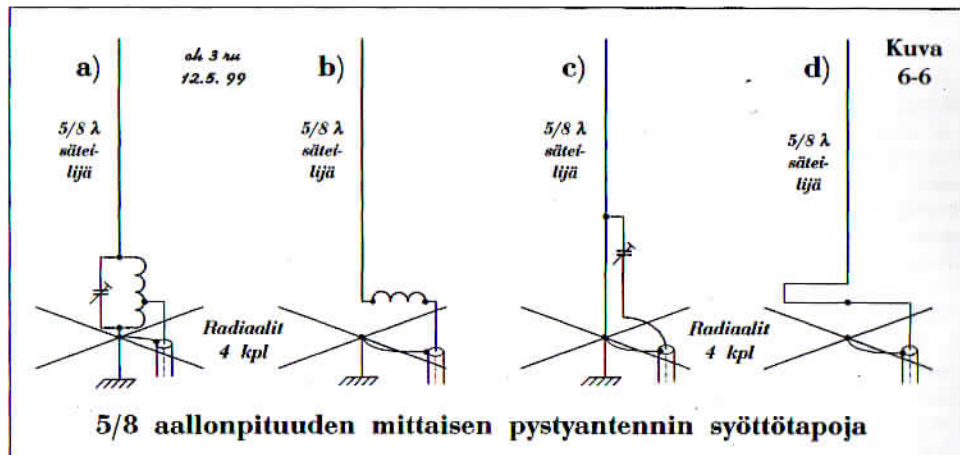 a)
oh 3 ru
12.5. 99
b)
c)
d)
Kuva
6-6
5/8 λ
sätei-
lijä
5/8 λ
sätei-
lijä
5/8 λ
sätei-
lijä
5/8 λ
sätei-
lijä
Radiaalit
4 kpl
Radiaalit
4 kpl
5/8 aallonpituuden mittaisen pystyantennin syöttötapoja